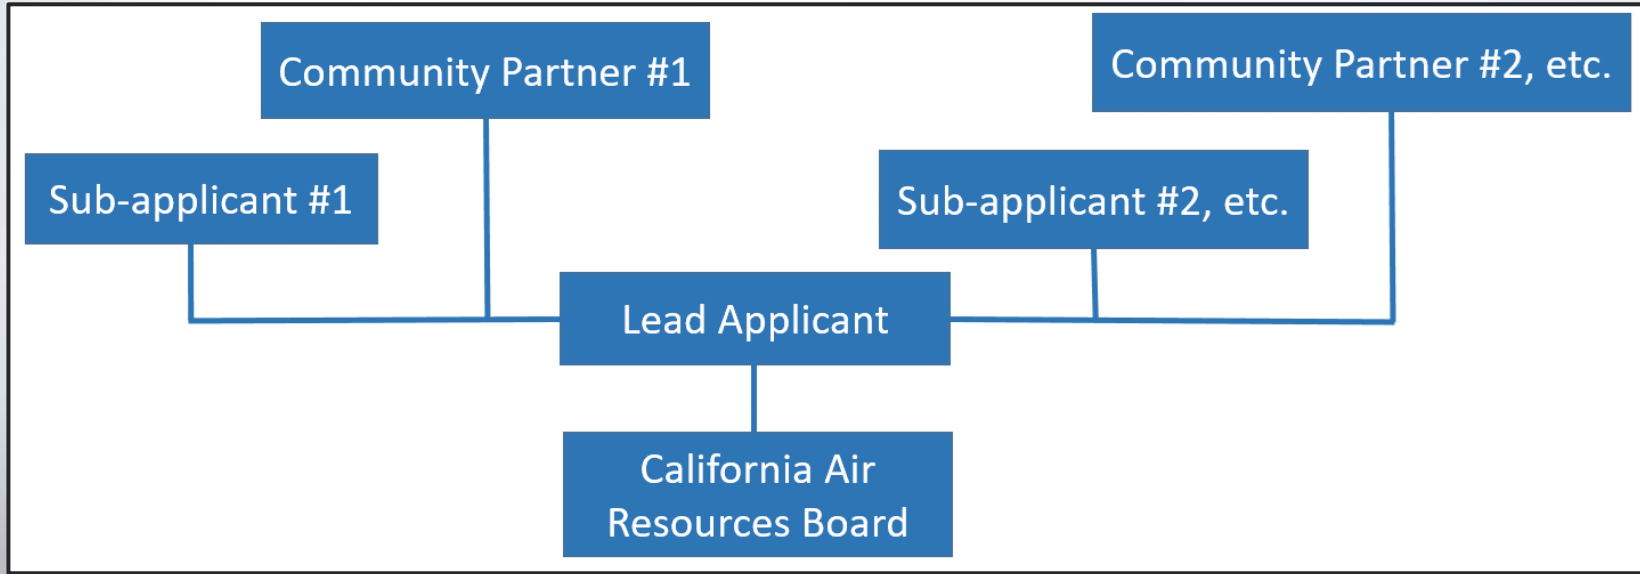 Community Partner #1
Community Partner #2, etc.
Sub-applicant #1
Sub-applicant #2, etc.
Lead Applicant
California Air
Resources Board